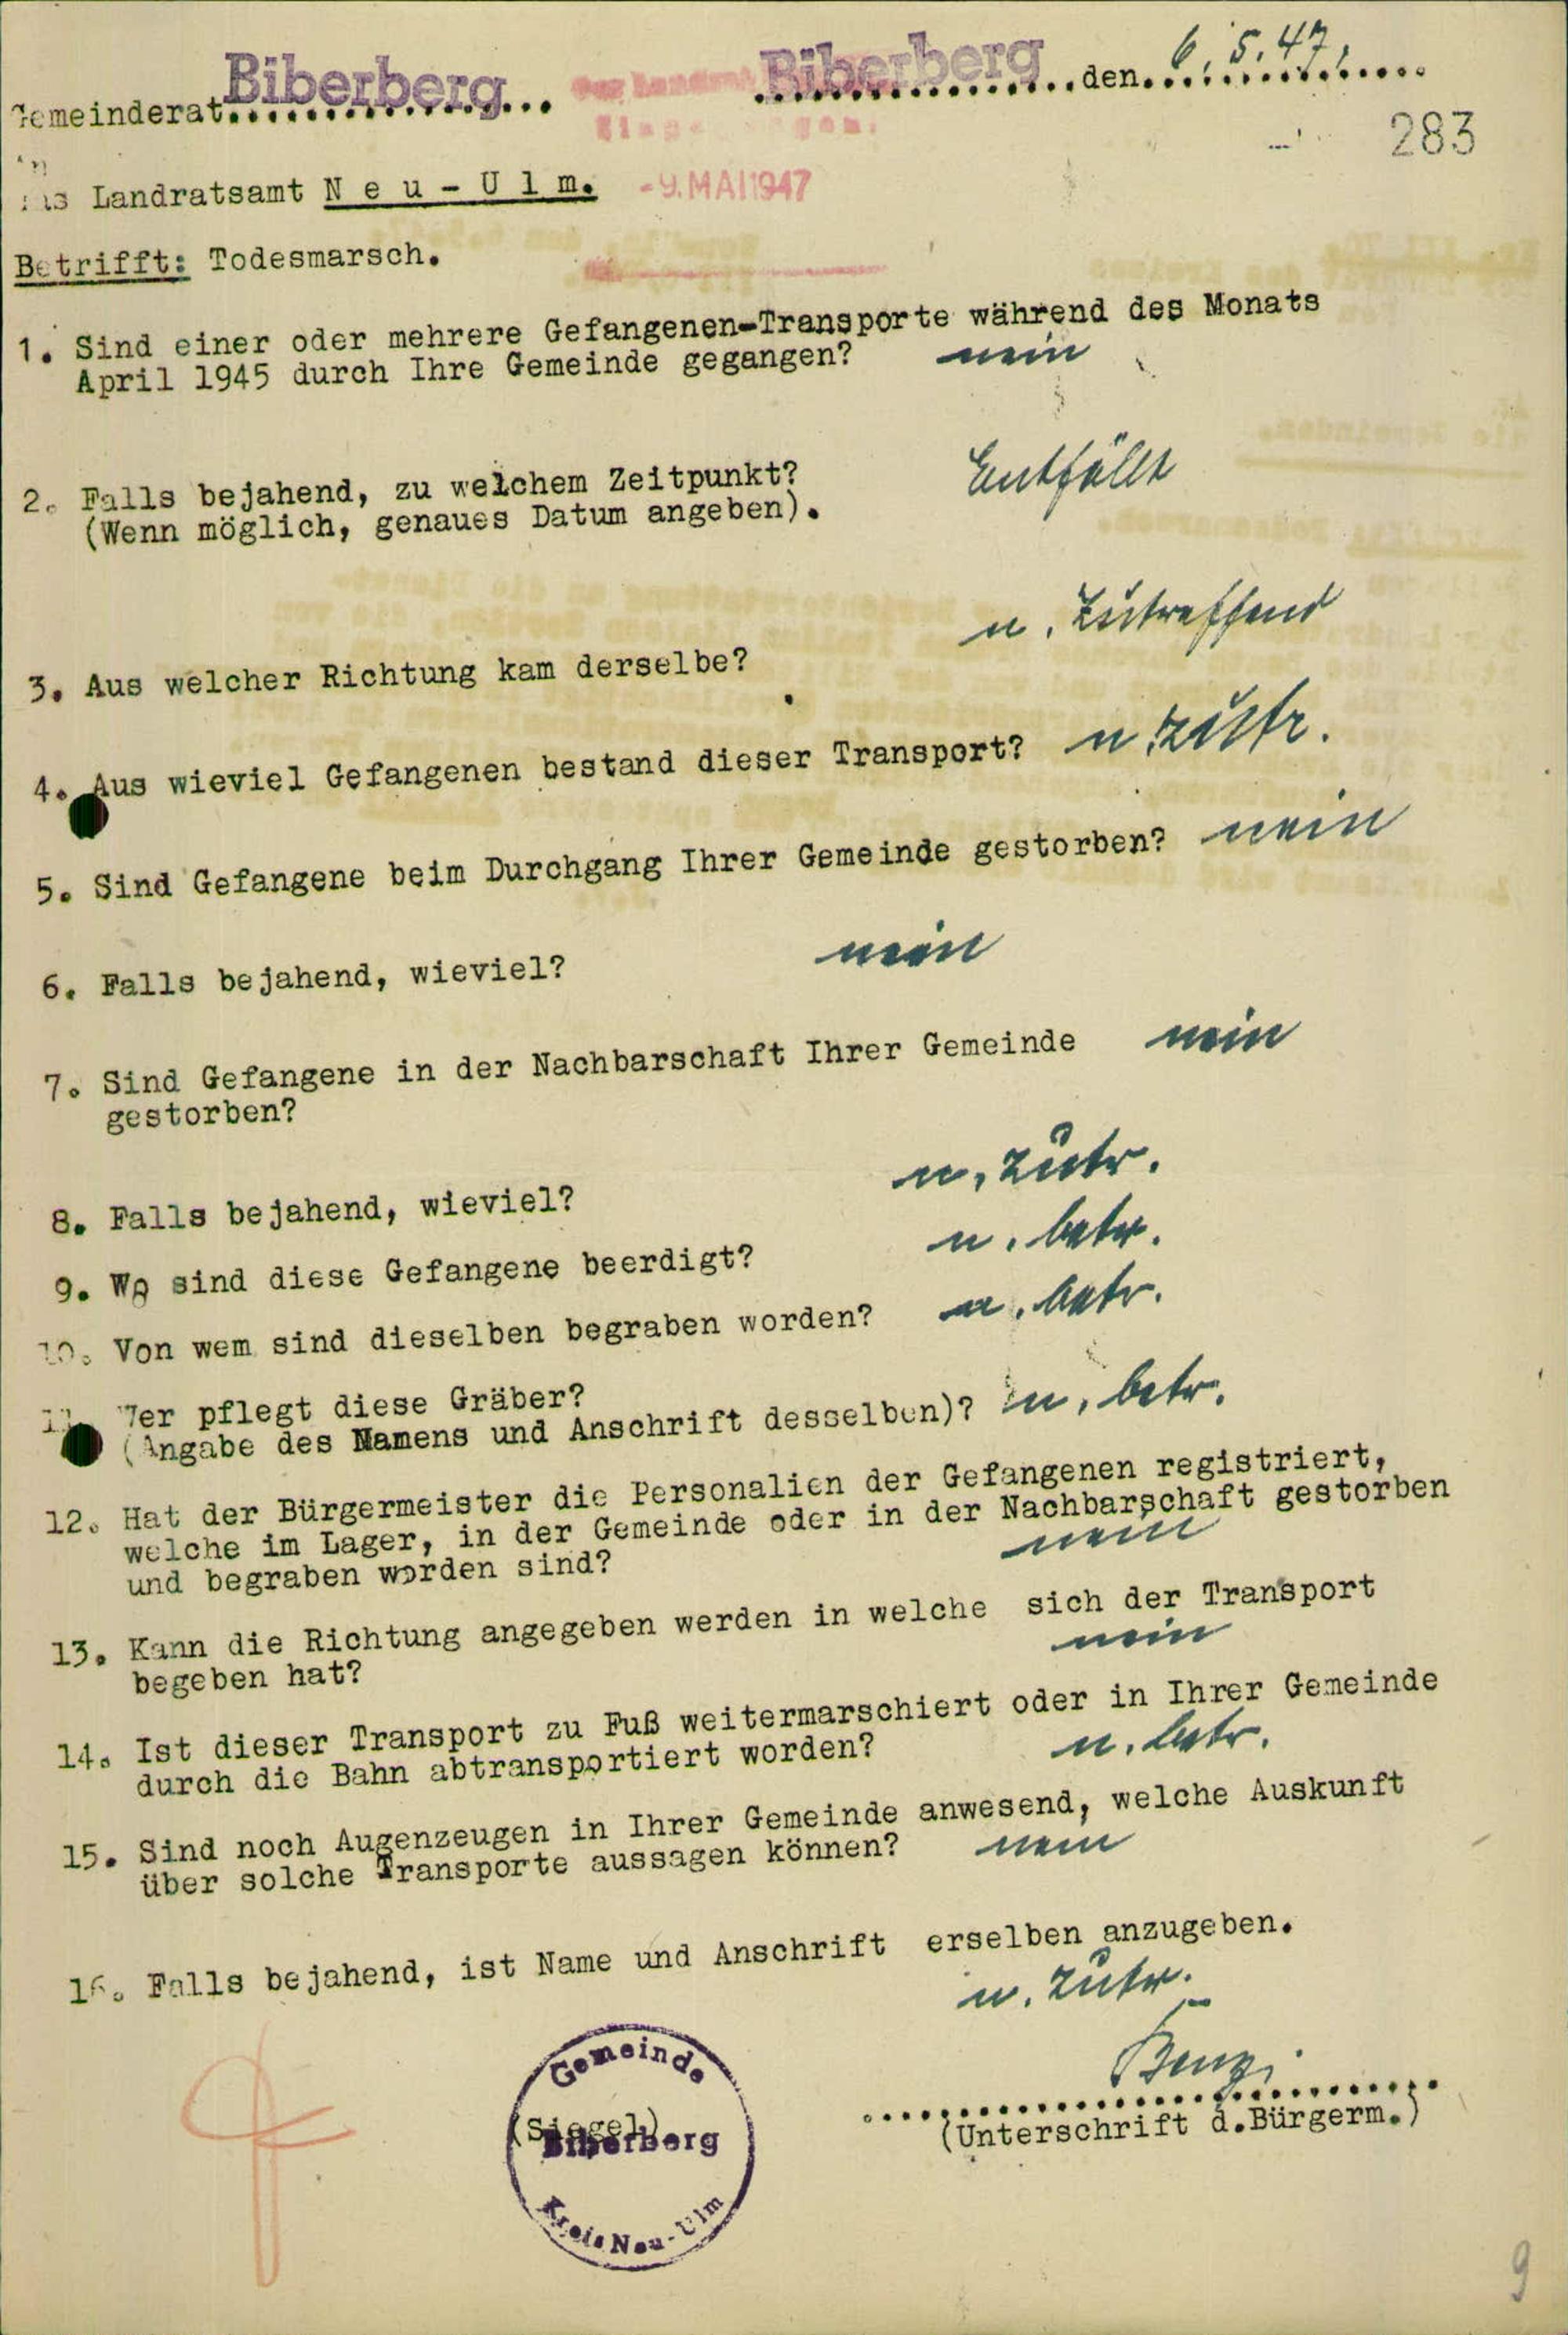 Gemeinderat Biberberg... Biberberg...den 6.5.47.
283
An
das Landratsamt N e u - U l m. -9. MAI 1947
Betrifft: Todesmarsch.
1. Sind einer oder mehrere Gefangenen-Transporte während des Monats
April 1945 durch Ihre Gemeinde gegangen? nein
2. Falls bejahend, zu welchem Zeitpunkt? Entfällt
(Wenn möglich, genaues Datum angeben).
n. zutreffend
3. Aus welcher Richtung kam derselbe?
4. Aus wieviel Gefangenen bestand dieser Transport? n. zutr.
5. Sind Gefangene beim Durchgang Ihrer Gemeinde gestorben? nein
6. Falls bejahend, wieviel? nein
7. Sind Gefangene in der Nachbarschaft Ihrer Gemeinde nein
gestorben?
8. Falls bejahend, wieviel? n. zutr.
9. Wo sind diese Gefangene beerdigt? n. betr.
10. Von wem sind dieselben begraben worden? n. betr.
11. Wer pflegt diese Gräber?
(Angabe des Namens und Anschrift desselben)? n. betr.
12. Hat der Bürgermeister die Personalien der Gefangenen registriert,
welche im Lager, in der Gemeinde oder in der Nachbarschaft gestorben
und begraben worden sind? nein
13. Kann die Richtung angegeben werden in welche sich der Transport
begeben hat? nein
14. Ist dieser Transport zu Fuß weitermarschiert oder in Ihrer Gemeinde
durch die Bahn abtransportiert worden? n. betr.
15. Sind noch Augenzeugen in Ihrer Gemeinde anwesend, welche Auskunft
über solche Transporte aussagen können? nein
16. Falls bejahend, ist Name und Anschrift erselben anzugeben.
n. zutr.
Gemeinde
(Siegel)
Biberberg
Kreis Neu-Ulm
(Unterschrift d.Bürgerm.)
9